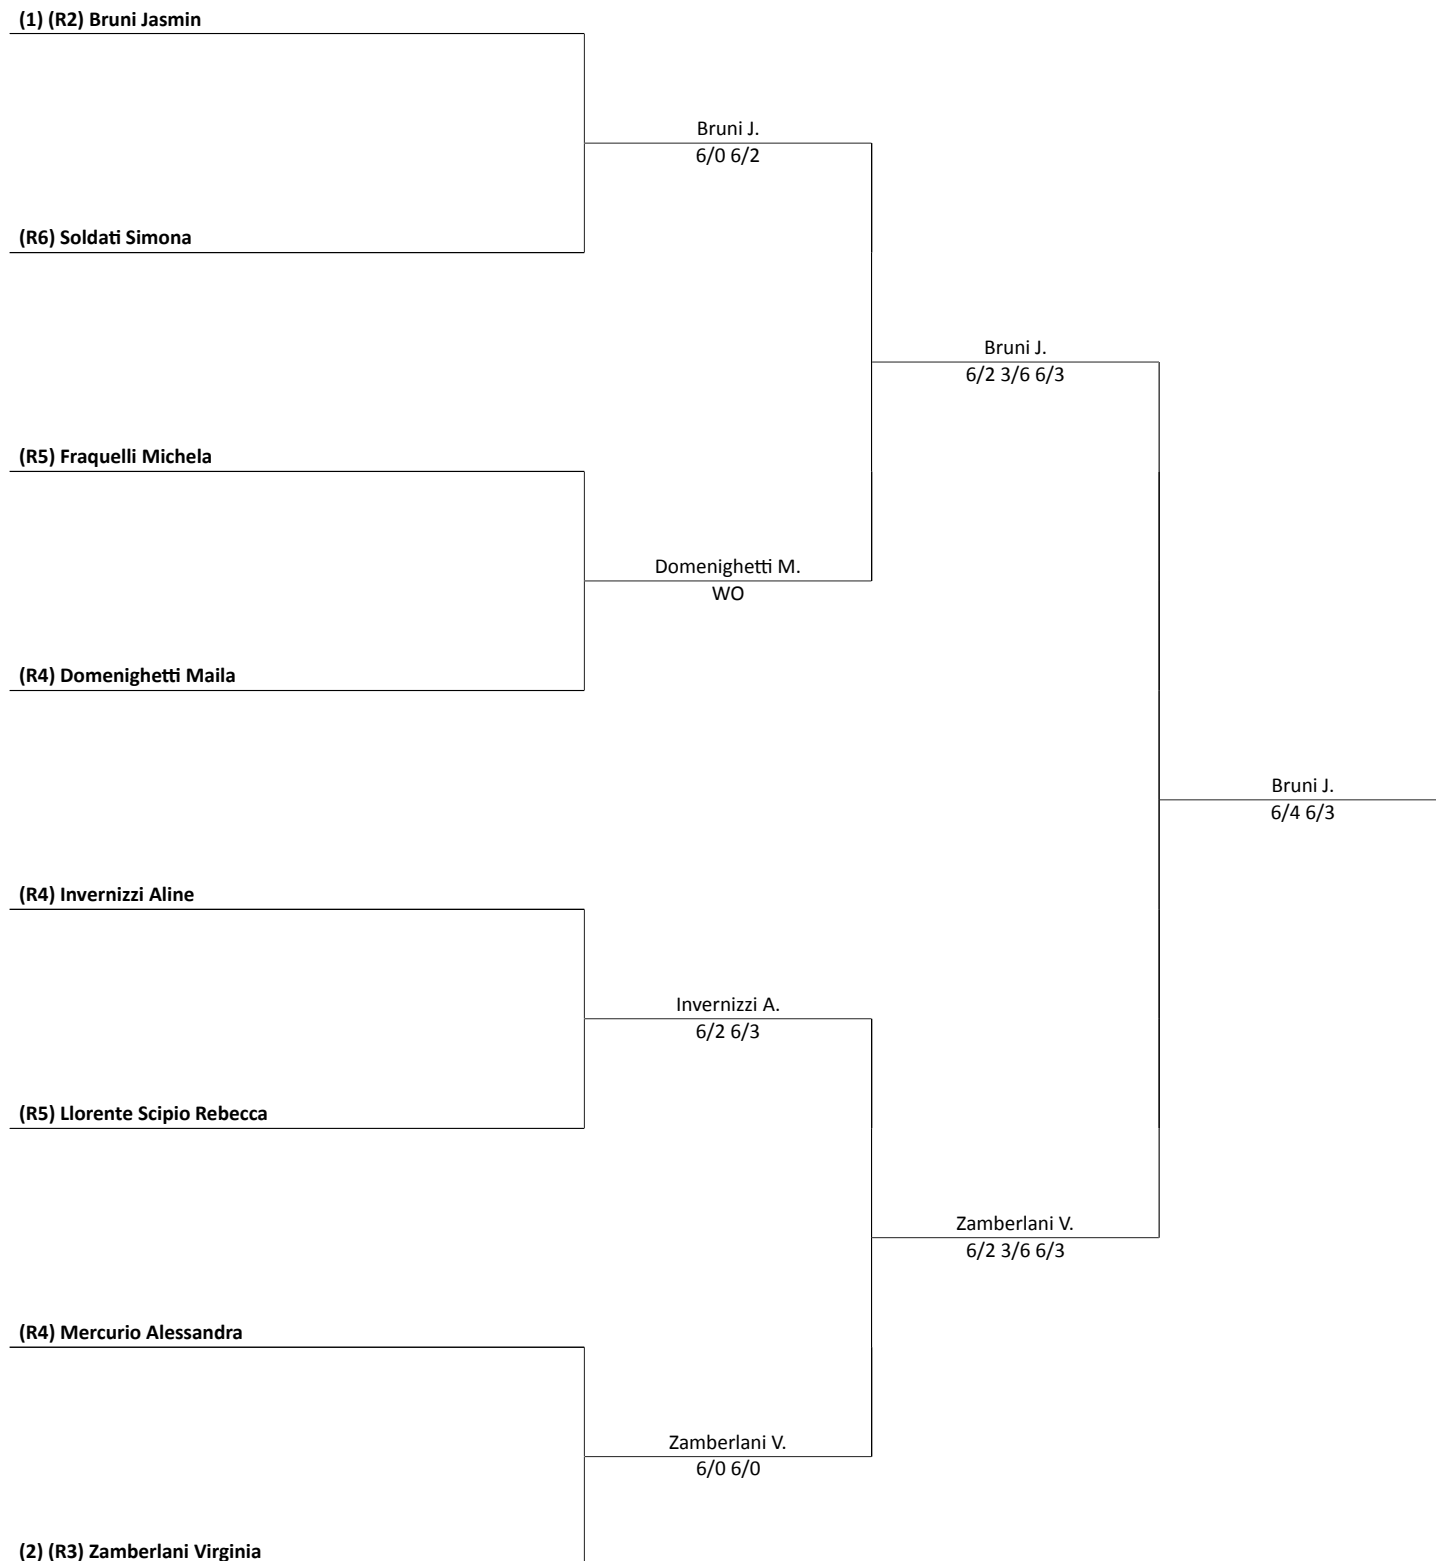 (1) (R2) Bruni Jasmin
Bruni J.
6/0 6/2
(R6) Soldati Simona
Bruni J.
6/2 3/6 6/3
(R5) Fraquelli Michela
Domenighetti M.
WO
(R4) Domenighetti Maila
Bruni J.
6/4 6/3
(R4) Invernizzi Aline
Invernizzi A.
6/2 6/3
(R5) Llorente Scipio Rebecca
Zamberlani V.
6/2 3/6 6/3
(R4) Mercurio Alessandra
Zamberlani V.
6/0 6/0
(2) (R3) Zamberlani Virginia